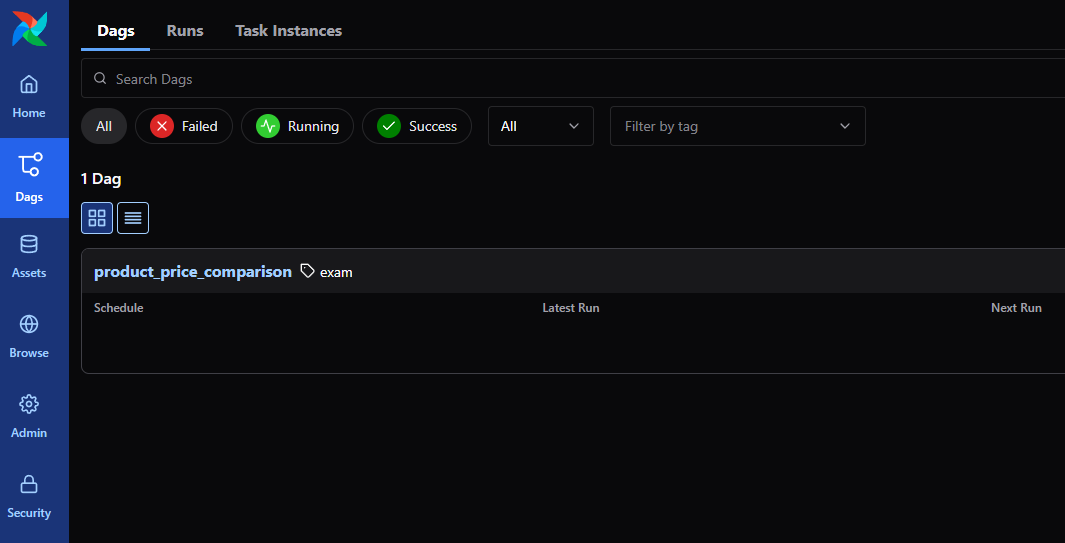 Dags Runs Task Instances
Search Dags
All Failed Running Success All Filter by tag
1 Dag
product_price_comparison exam
Schedule Latest Run Next Run
Home
Dags
Assets
Browse
Admin
Security